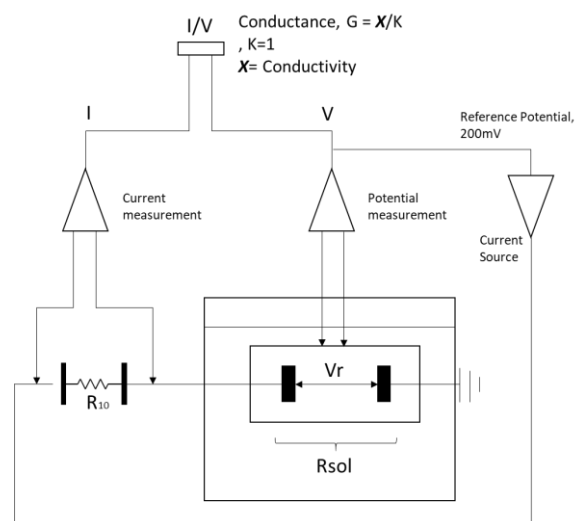 I/V
Conductance, G = X/K
, K=1
X= Conductivity
I
V
Reference Potential,
200mV
Current
measurement
Potential
measurement
Current
Source
Vr
R10
Rsol